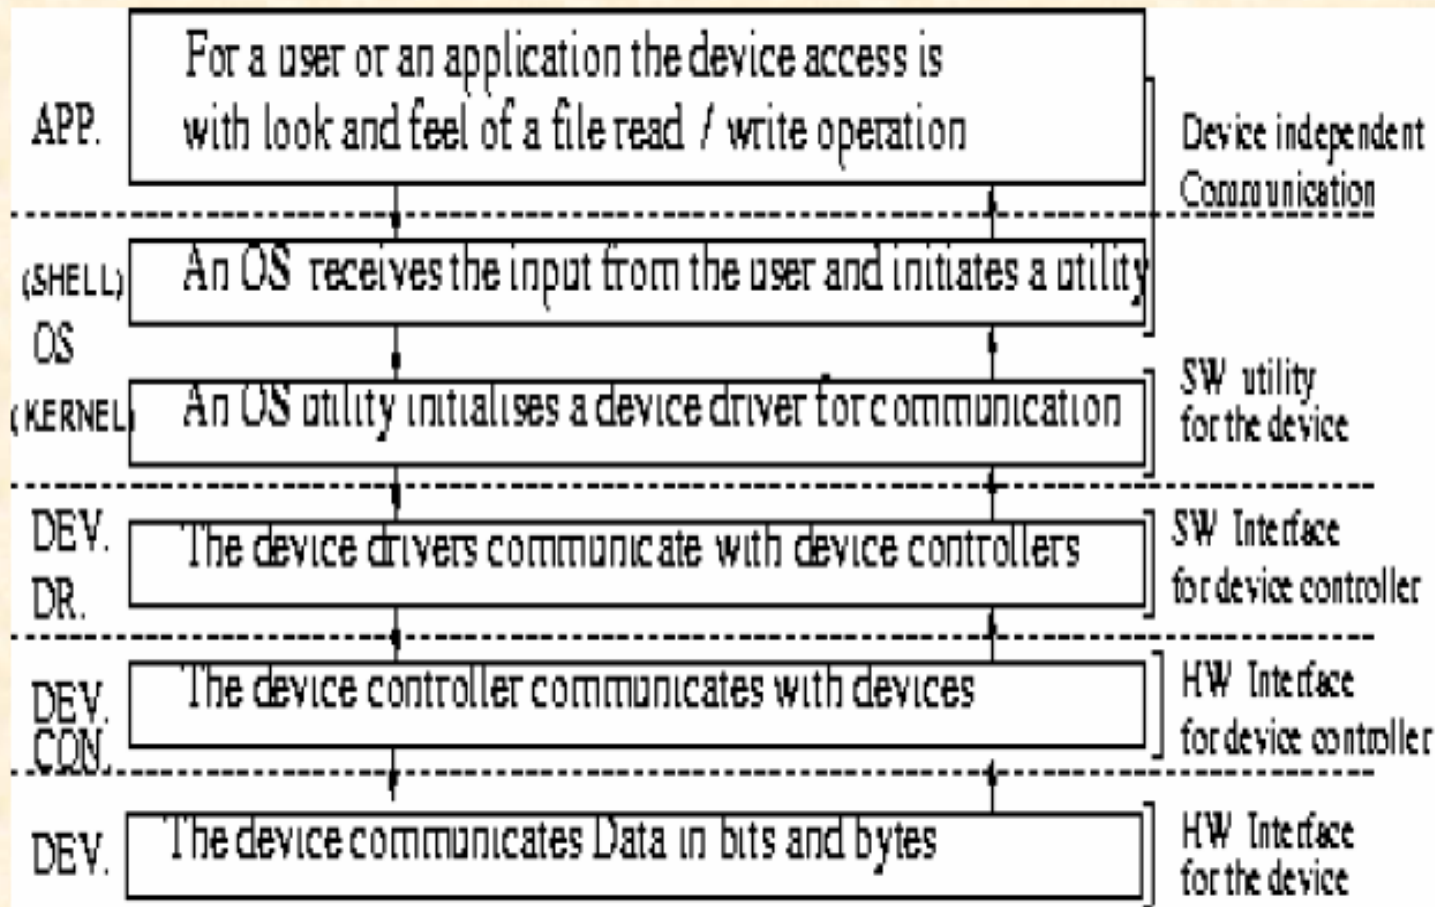 For a user or an application the device access is
with look and feel of a file read / write operation
APP.
Device independent
Communication
(SHELL)
An OS receives the input from the user and initiates a utility
OS
(KERNEL)
An OS utility initialises a device driver for communication
SW utility
for the device
DEV.
DR.
The device drivers communicate with device controllers
SW Interface
for device controller
DEV.
CON.
The device controller communicates with devices
HW Interface
for device controller
DEV.
The device communicates Data in bits and bytes
HW Interface
for the device